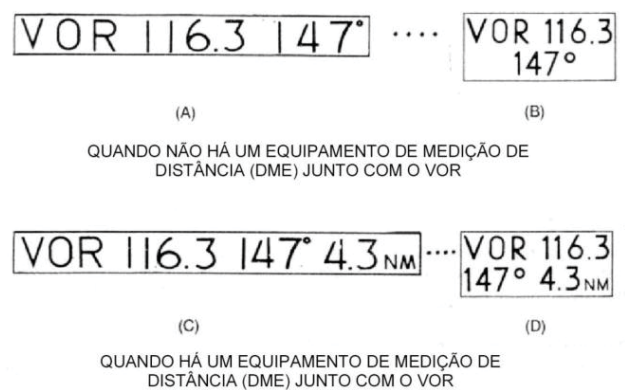 VOR 116.3 147° .... VOR 116.3
147°
(A) (B)
QUANDO NÃO HÁ UM EQUIPAMENTO DE MEDIÇÃO DE
DISTÂNCIA (DME) JUNTO COM O VOR
VOR 116.3 147° 4.3NM .... VOR 116.3
147° 4.3NM
(C) (D)
QUANDO HÁ UM EQUIPAMENTO DE MEDIÇÃO DE
DISTÂNCIA (DME) JUNTO COM O VOR